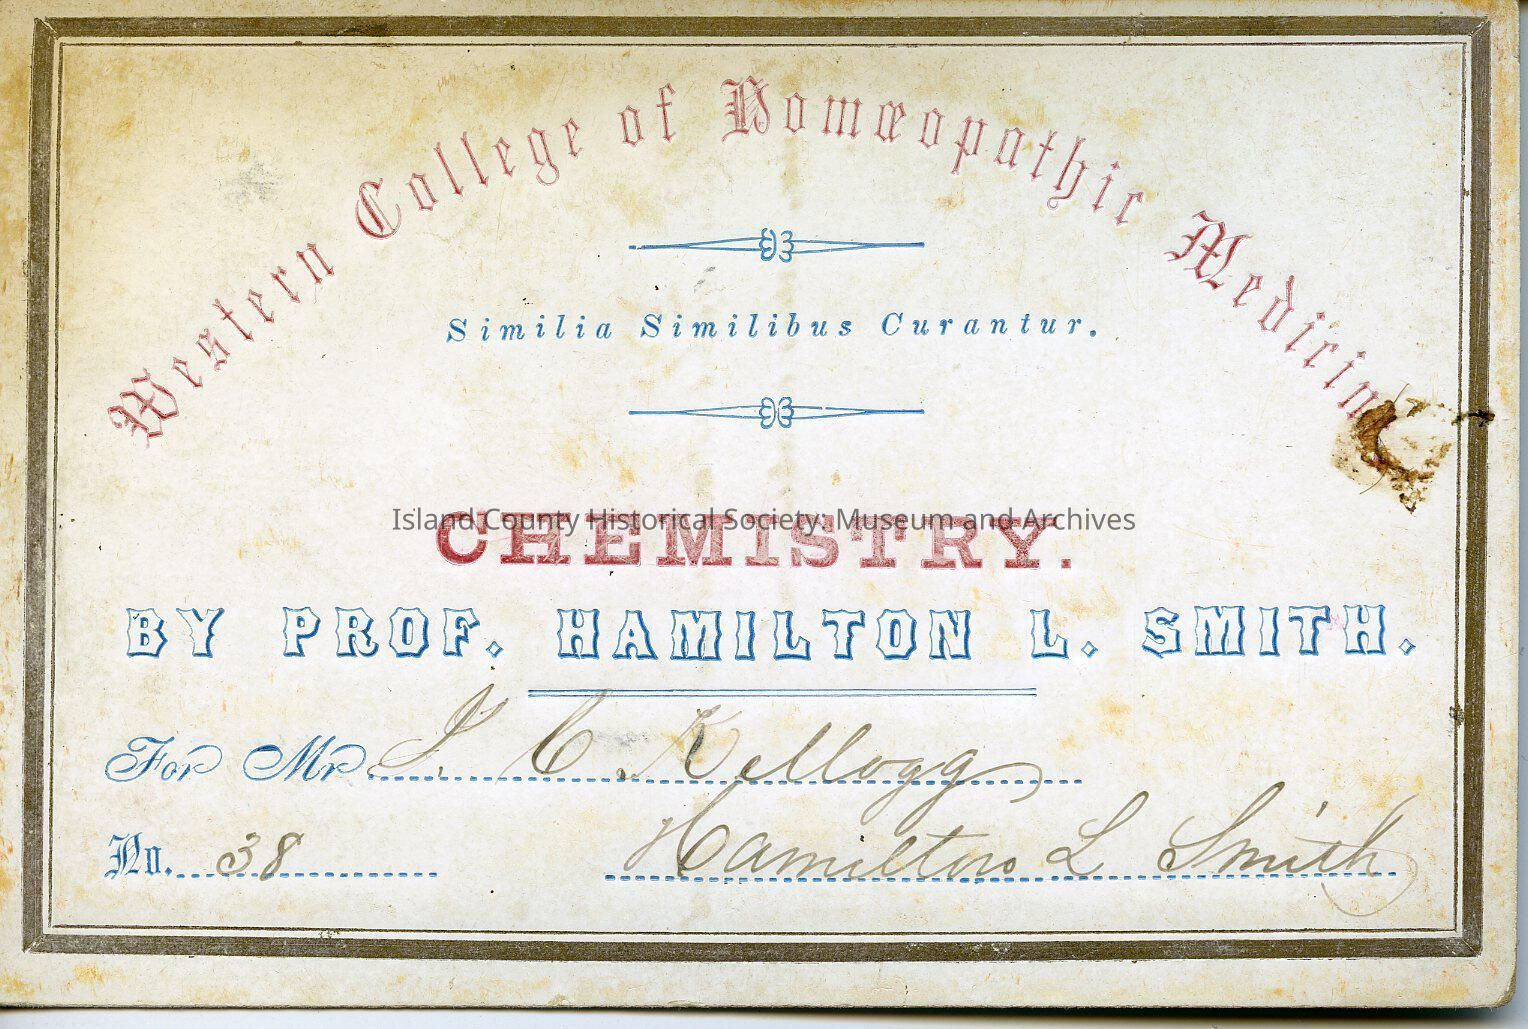 Western College of Homœopathic Medicin
Similia Similibus Curantur.
Island County Historical Society: Museum and Archives
CHEMISTRY.
BY PROF. HAMILTON L. SMITH.
For Mr. J. C. Kellogg
No. 38
Hamilton L Smith